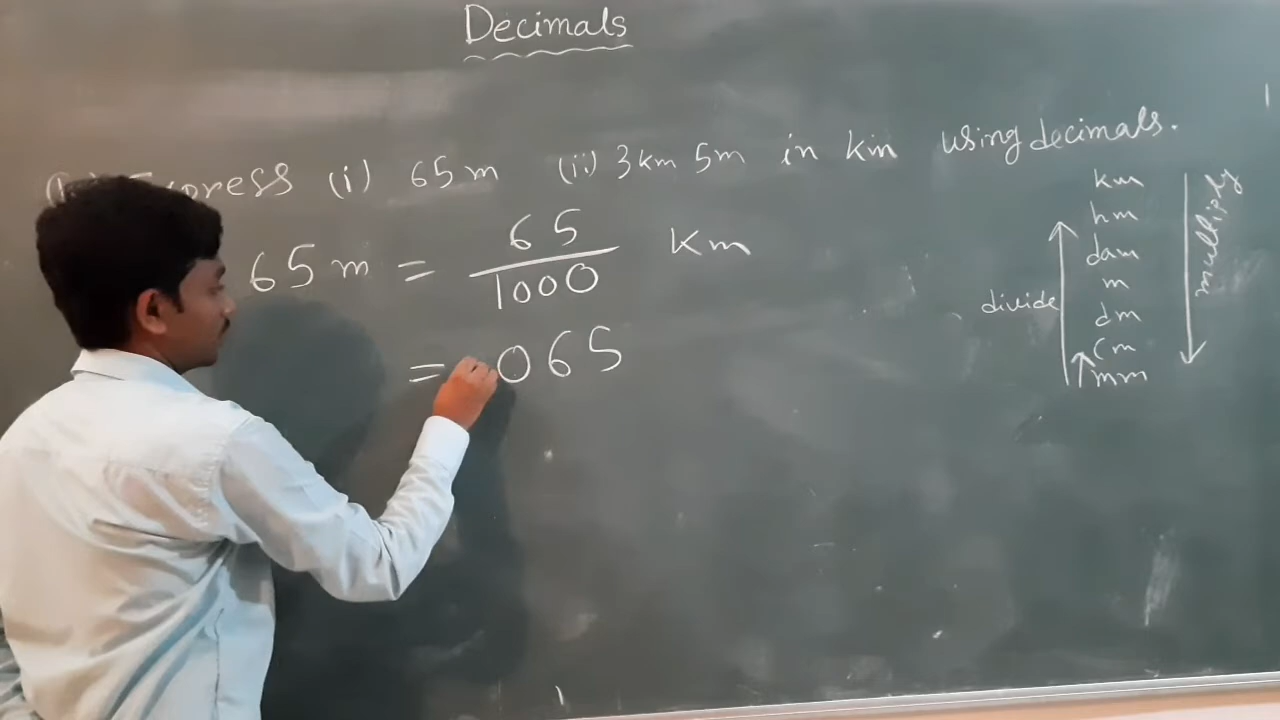 Decimals
Express (i) 65 m (ii) 3 km 5 m in km using decimals.
65 m = 65/1000 Km
= 065
km
hm
dam
m
dm
cm
mm
divide
multiply